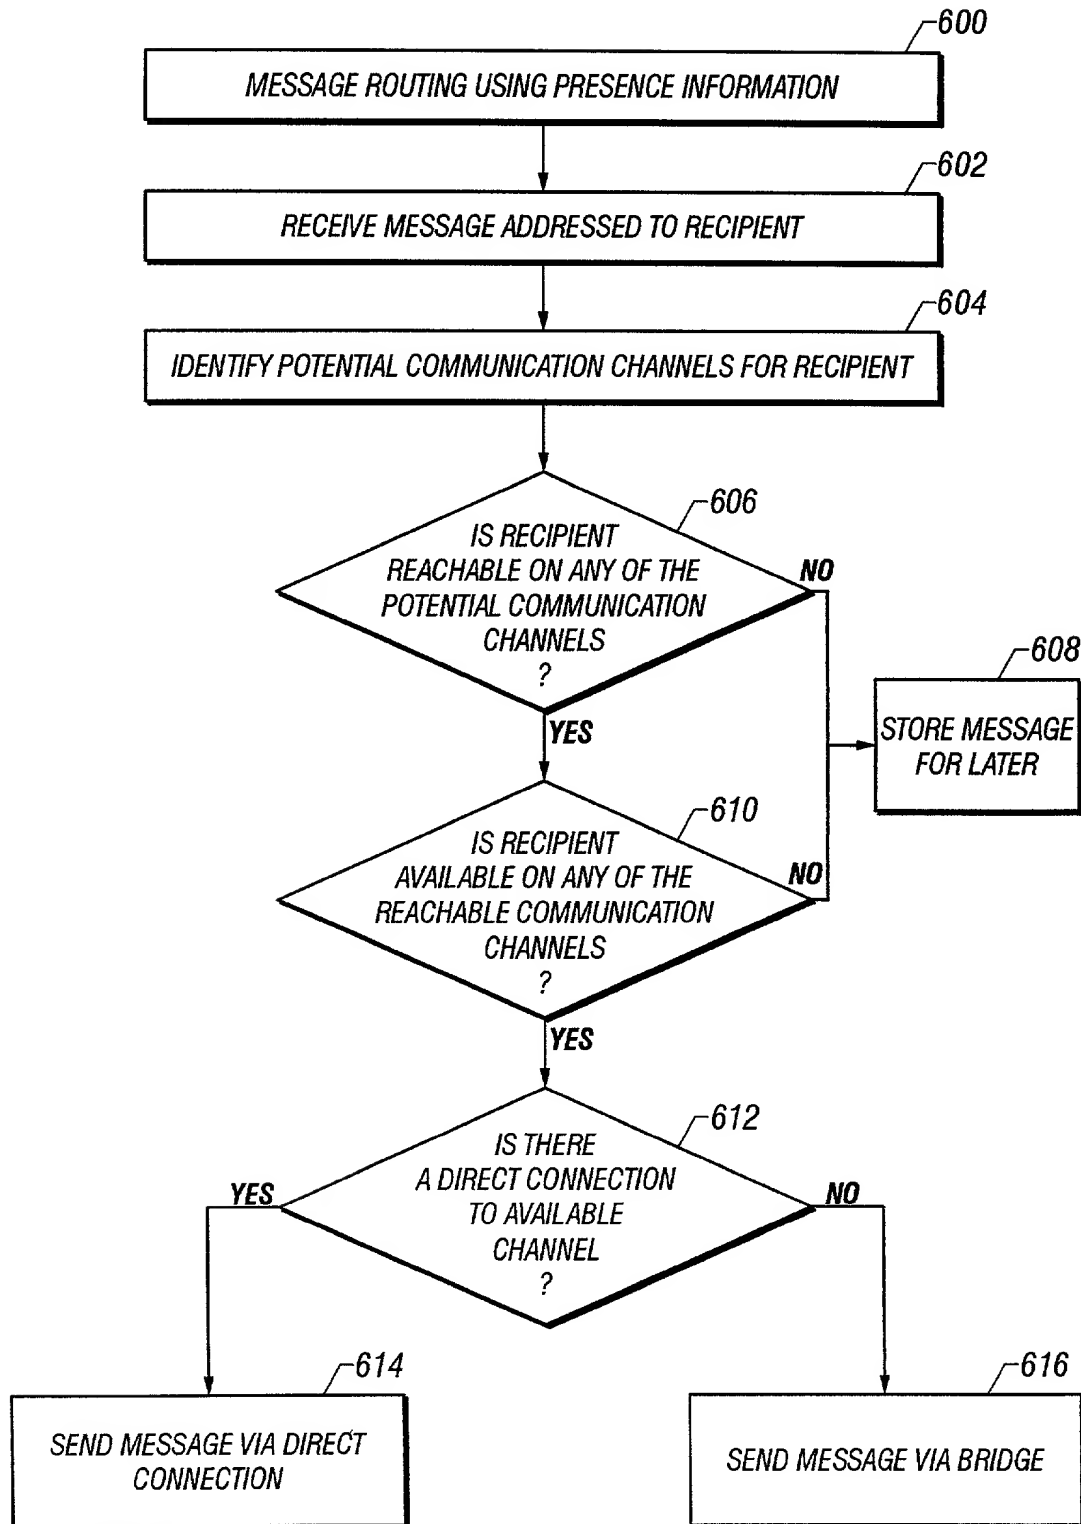 600
MESSAGE ROUTING USING PRESENCE INFORMATION
602
RECEIVE MESSAGE ADDRESSED TO RECIPIENT
604
IDENTIFY POTENTIAL COMMUNICATION CHANNELS FOR RECIPIENT
606
IS RECIPIENT
REACHABLE ON ANY OF THE
POTENTIAL COMMUNICATION
CHANNELS
?
NO
YES
608
STORE MESSAGE
FOR LATER
610
IS RECIPIENT
AVAILABLE ON ANY OF THE
REACHABLE COMMUNICATION
CHANNELS
?
NO
YES
612
IS THERE
A DIRECT CONNECTION
TO AVAILABLE
CHANNEL
?
YES
NO
614
SEND MESSAGE VIA DIRECT
CONNECTION
616
SEND MESSAGE VIA BRIDGE